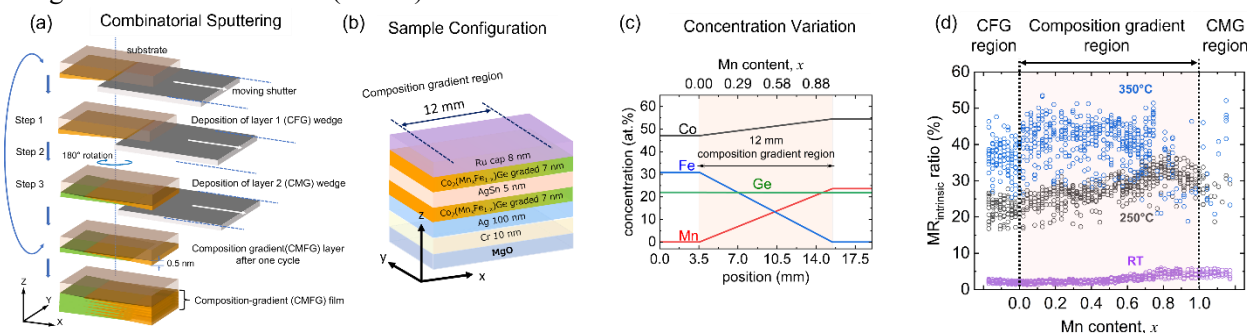 (a)
Combinatorial Sputtering
substrate
moving shutter
Step 1
Deposition of layer 1 (CFG) wedge
Step 2
180° rotation
Step 3
Deposition of layer 2 (CMG) wedge
Composition gradient(CMFG) layer
after one cycle
0.5 nm
Composition-gradient (CMFG) film
Z
Y
X
(b)
Sample Configuration
Composition gradient region
12 mm
Ru cap 8 nm
Co₂(MnₓFe₁₋ₓ)Ge graded 7 nm
AgSn 5 nm
Co₂(MnₓFe₁₋ₓ)Ge graded 7 nm
Ag 100 nm
Cr 10 nm
MgO
z
y
x
(c)
Concentration Variation
Mn content, x
0.00 0.29 0.58 0.88
concentration (at.%)
60
50
40
30
20
10
0
Co
12 mm
composition gradient region
Fe
Ge
Mn
0.0 3.5 7.0 10.5 14.0 17.5
position (mm)
(d)
CFG
region
Composition gradient
region
CMG
region
MR intrinsic ratio (%)
60
50
40
30
20
10
0
350°C
250°C
RT
0.0 0.2 0.4 0.6 0.8 1.0
Mn content, x